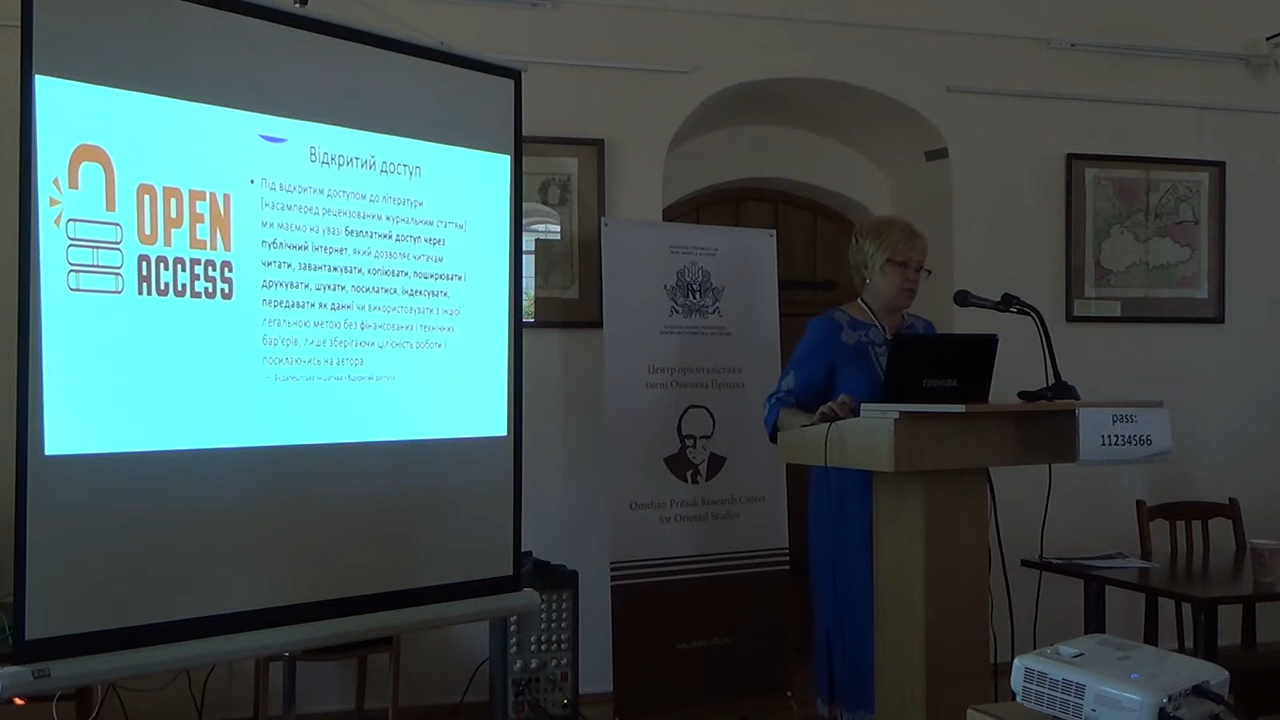 Відкритий доступ
OPEN
ACCESS
• Під відкритим доступом до літератури
(насамперед рецензованим журнальним статтям)
ми маємо на увазі безплатний доступ через
публічний інтернет, який дозволяє читачам
читати, завантажувати, копіювати, поширювати і
друкувати, шукати, посилатися, індексувати,
передавати як данні чи використовувати з іншої
легальною метою без фінансових і технічних
бар'єрів, лише зберігаючи цілісність роботи і
посилаючись на автора.
– Будапештська ініціатива «Відкритий доступ»
Центр орієнталістики
імені Омеляна Пріцака
Omeljan Pritsak Research Center
for Oriental Studies
TOSHIBA
pass:
11234566